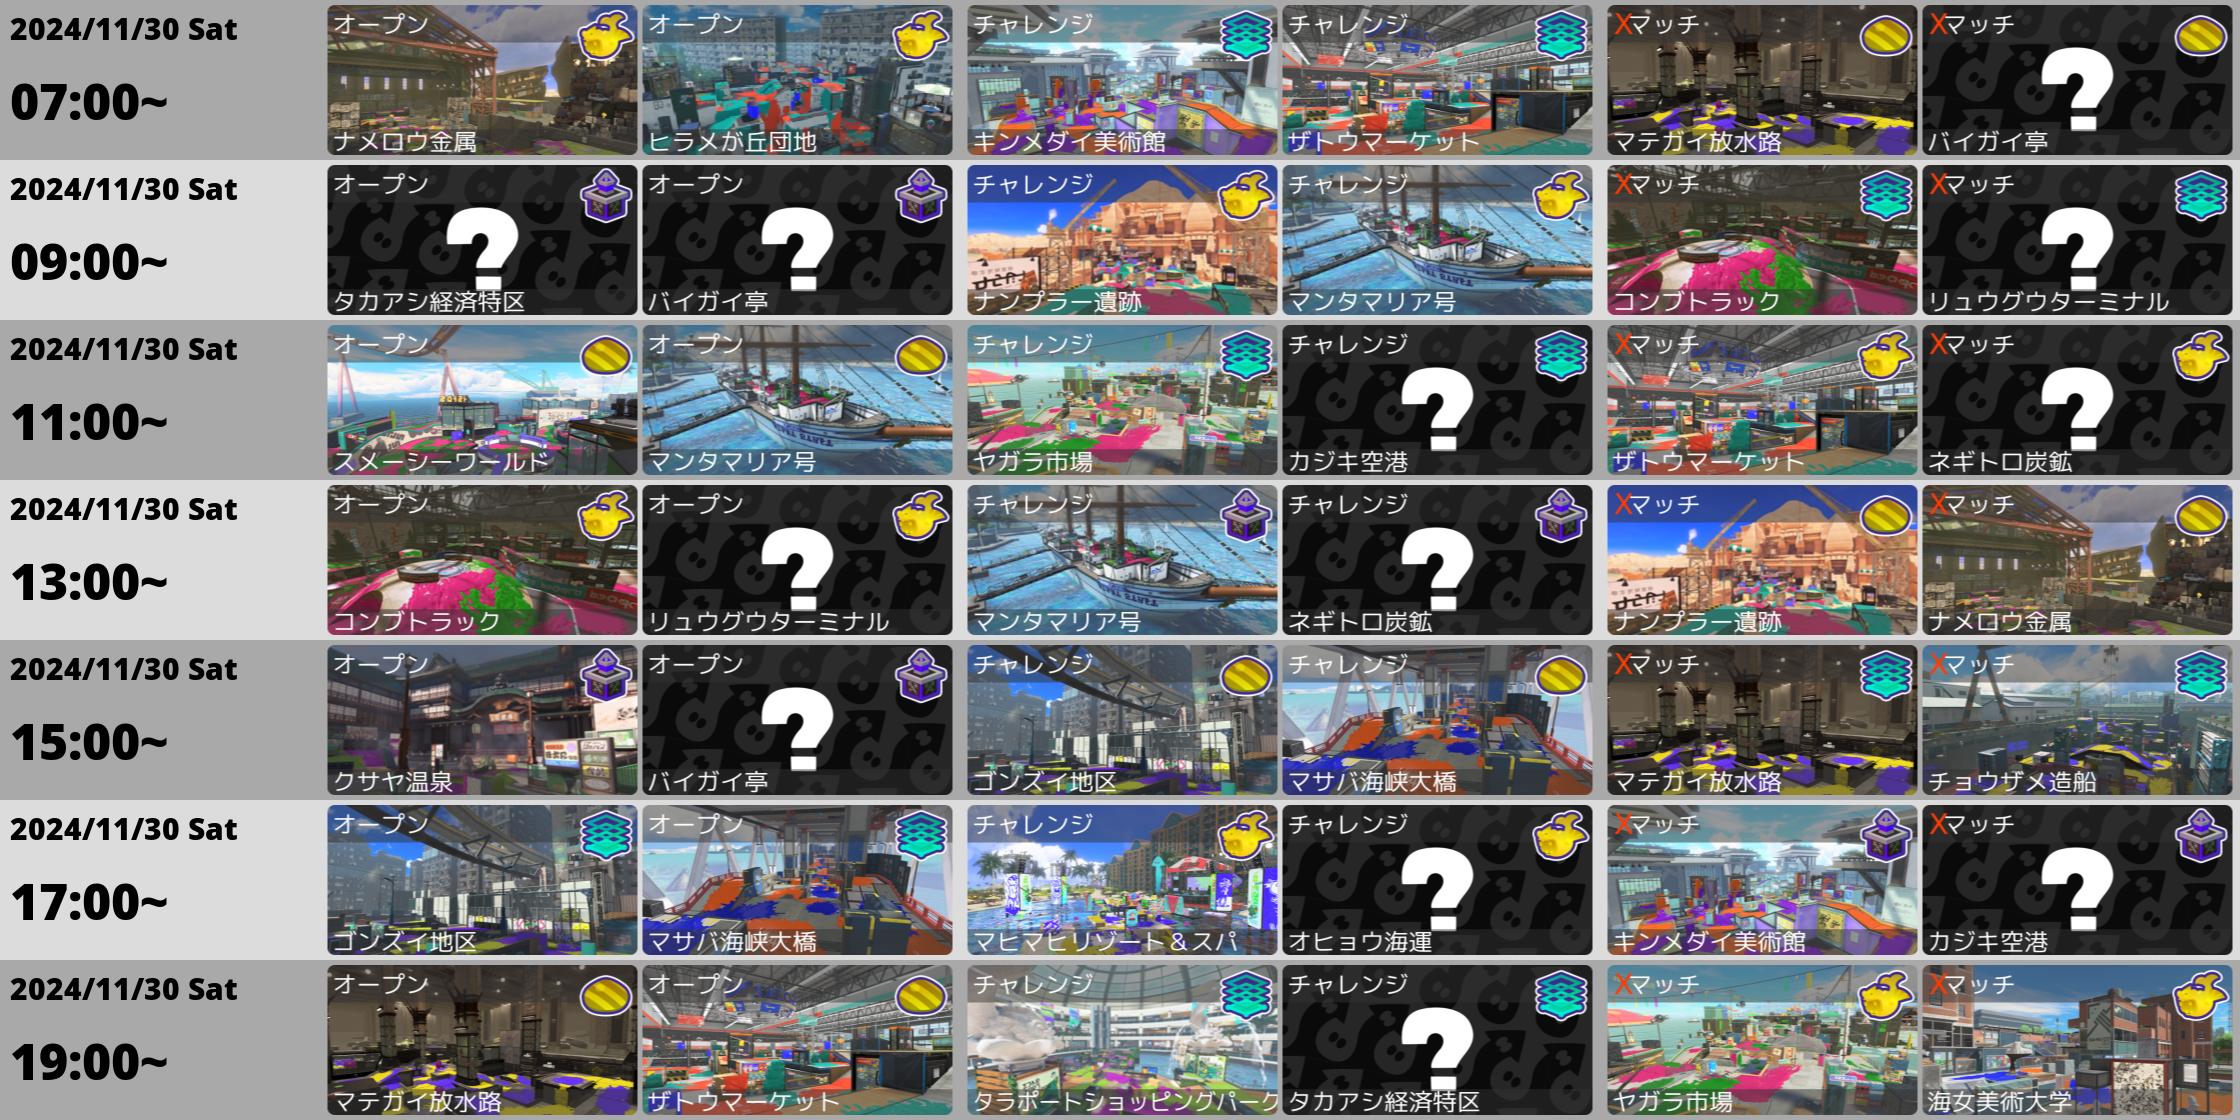 2024/11/30 Sat
07:00~
オープン
ナメロウ金属
オープン
ヒラメが丘団地
チャレンジ
キンメダイ美術館
チャレンジ
ザトウマーケット
Xマッチ
マテガイ放水路
Xマッチ
?
バイガイ亭
2024/11/30 Sat
09:00~
オープン
?
タカアシ経済特区
オープン
?
バイガイ亭
チャレンジ
ナンプラー遺跡
チャレンジ
マンタマリア号
Xマッチ
コンブトラック
Xマッチ
?
リュウグウターミナル
2024/11/30 Sat
11:00~
オープン
スメーシーワールド
オープン
マンタマリア号
チャレンジ
ヤガラ市場
チャレンジ
?
カジキ空港
Xマッチ
ザトウマーケット
Xマッチ
?
ネギトロ炭鉱
2024/11/30 Sat
13:00~
オープン
コンブトラック
オープン
?
リュウグウターミナル
チャレンジ
マンタマリア号
チャレンジ
?
ネギトロ炭鉱
Xマッチ
ナンプラー遺跡
Xマッチ
ナメロウ金属
2024/11/30 Sat
15:00~
オープン
クサヤ温泉
オープン
?
バイガイ亭
チャレンジ
ゴンズイ地区
チャレンジ
マサバ海峡大橋
Xマッチ
マテガイ放水路
Xマッチ
チョウザメ造船
2024/11/30 Sat
17:00~
オープン
ゴンズイ地区
オープン
マサバ海峡大橋
チャレンジ
マヒマヒリゾート&スパ
チャレンジ
?
オヒョウ海運
Xマッチ
キンメダイ美術館
Xマッチ
?
カジキ空港
2024/11/30 Sat
19:00~
オープン
マテガイ放水路
オープン
ザトウマーケット
チャレンジ
タラポートショッピングパーク
チャレンジ
?
タカアシ経済特区
Xマッチ
ヤガラ市場
Xマッチ
海女美術大学